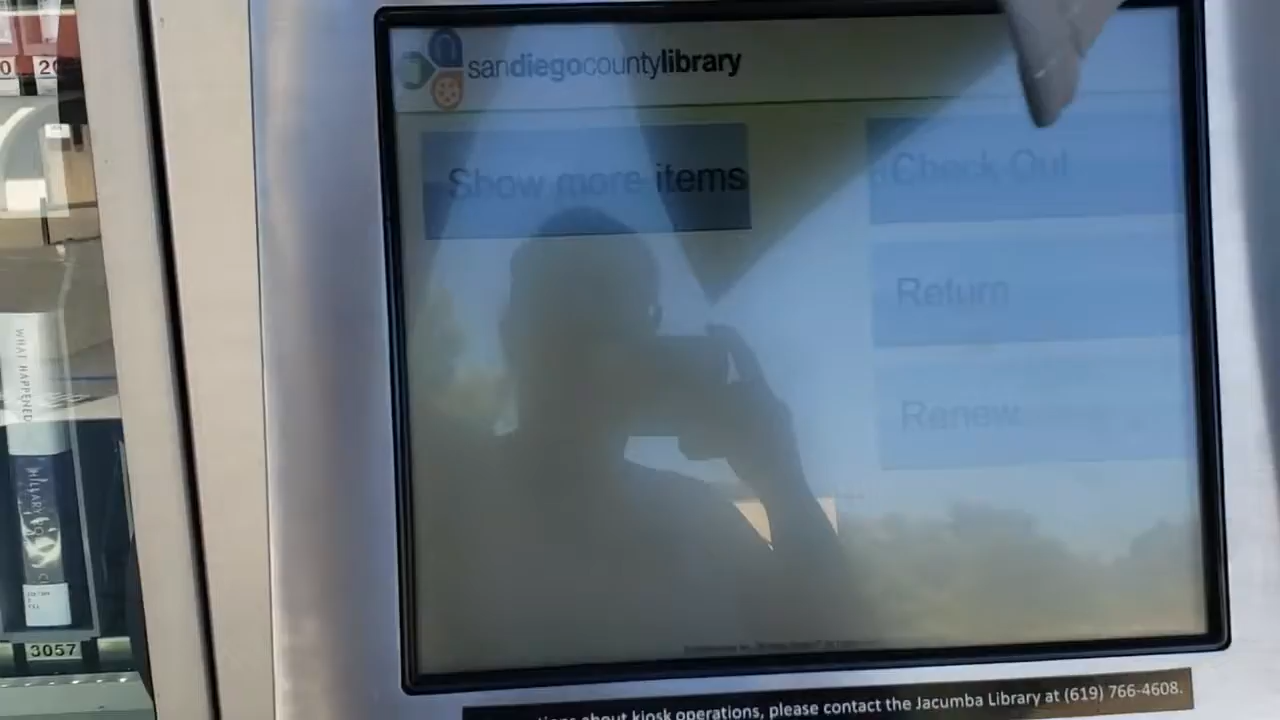 sandiegocountylibrary
Show more items
Check Out
Return
Renew
WHAT HAPPENED
HILLARY
3057
about kiosk operations, please contact the Jacumba Library at (619) 766-4608.